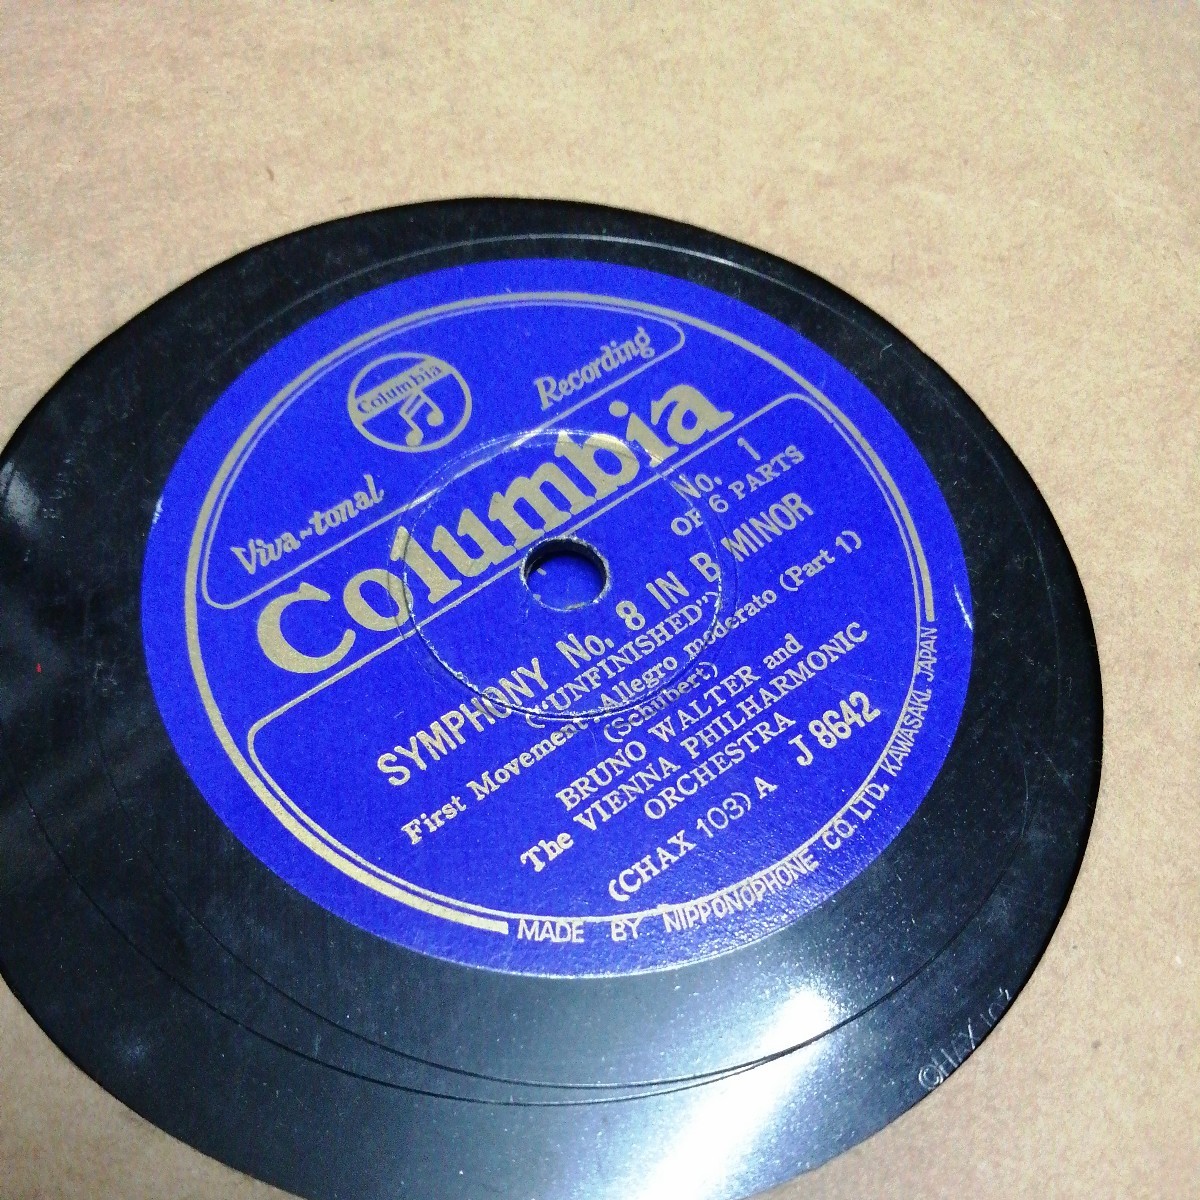 Viva-tonal
Columbia
Recording
Columbia
No. 1
OF 6 PARTS
SYMPHONY No. 8 IN B MINOR
("UNFINISHED")
First Movement: Allegro moderato (Part 1)
(Schubert)
BRUNO WALTER and
The VIENNA PHILHARMONIC
ORCHESTRA
(CHAX 103) A J 8642
MADE BY NIPPONOPHONE CO. LTD. KAWASAKI, JAPAN